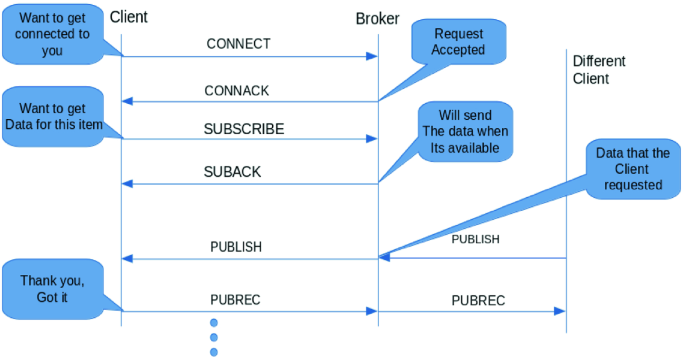 Client
Broker
Want to get
connected to
you
Request
Accepted
CONNECT
Different
Client
CONNACK
Want to get
Data for this item
Will send
The data when
Its available
SUBSCRIBE
SUBACK
Data that the
Client
requested
PUBLISH
PUBLISH
Thank you,
Got it
PUBREC
PUBREC